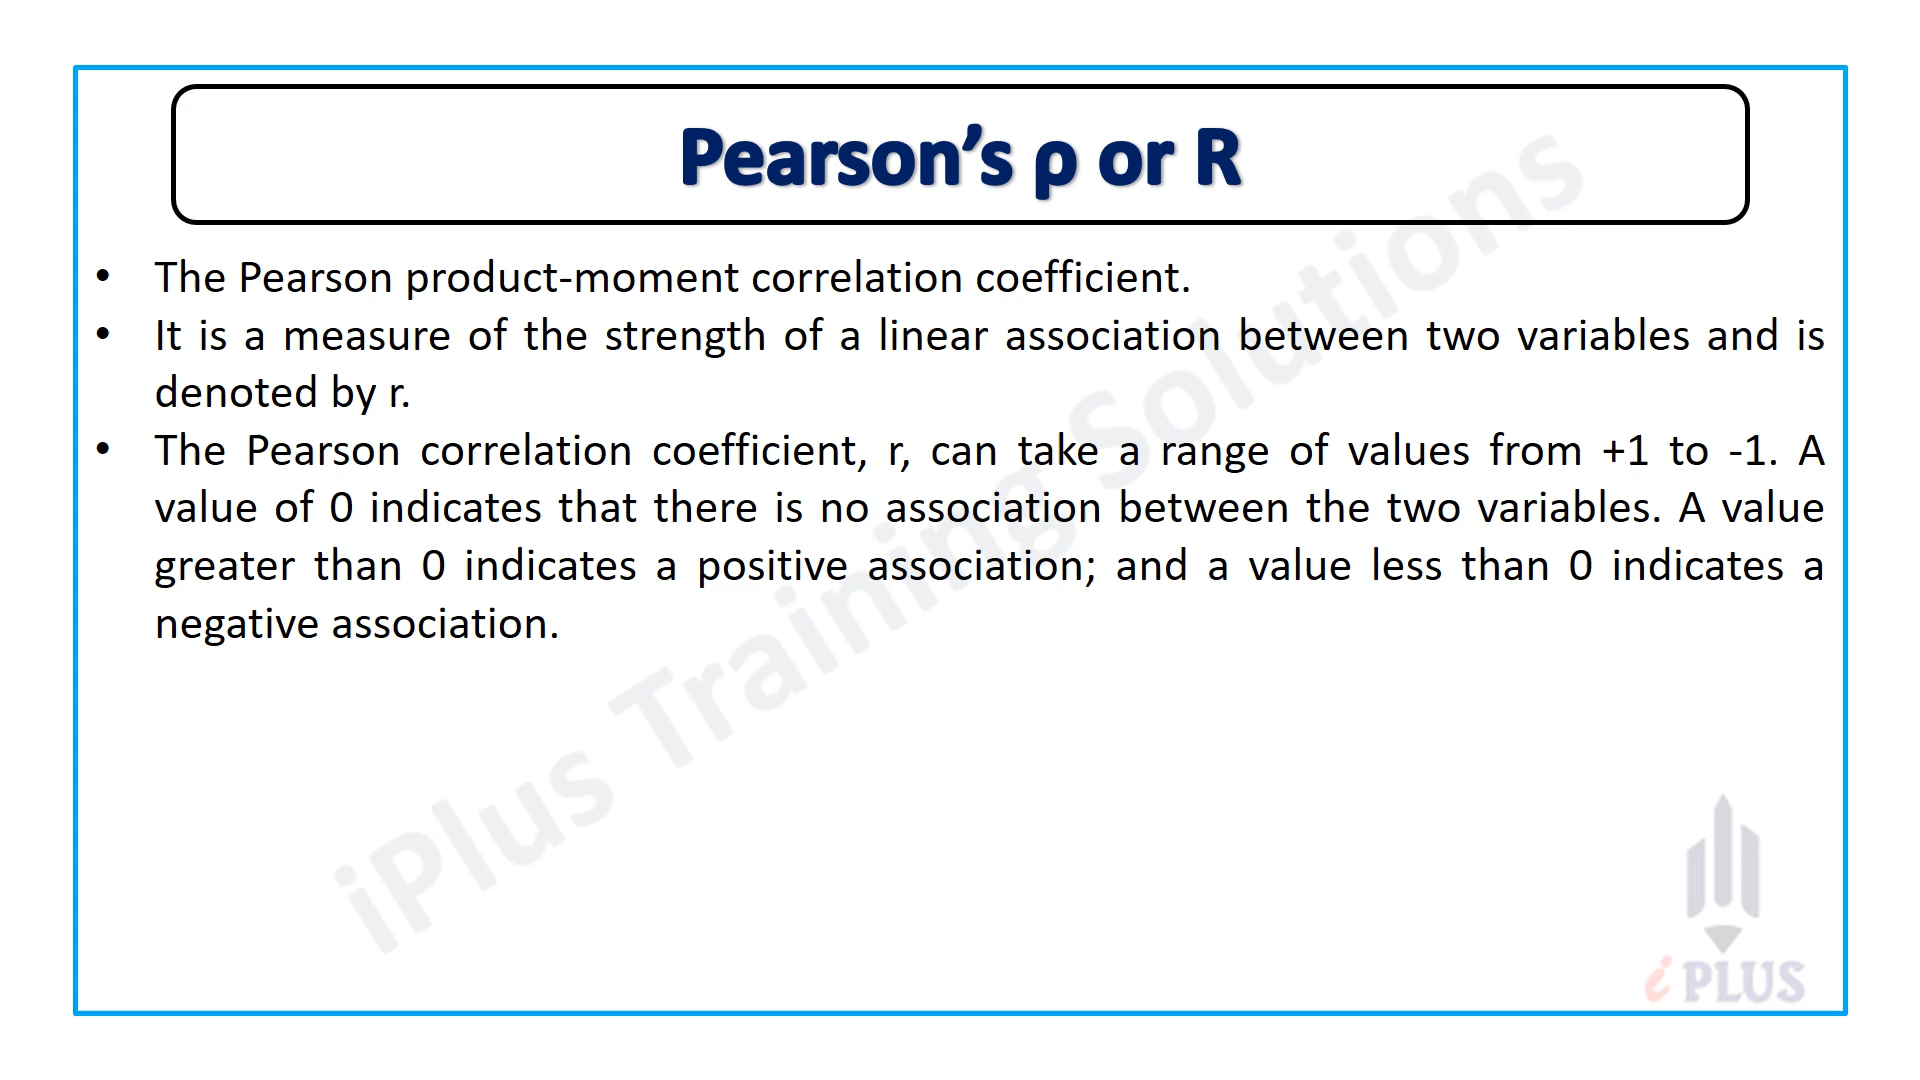 Pearson’s ρ or R
• The Pearson product-moment correlation coefficient.
• It is a measure of the strength of a linear association between two variables and is
denoted by r.
• The Pearson correlation coefficient, r, can take a range of values from +1 to -1. A
value of 0 indicates that there is no association between the two variables. A value
greater than 0 indicates a positive association; and a value less than 0 indicates a
negative association.
iPlus Training Solutions
i PLUS